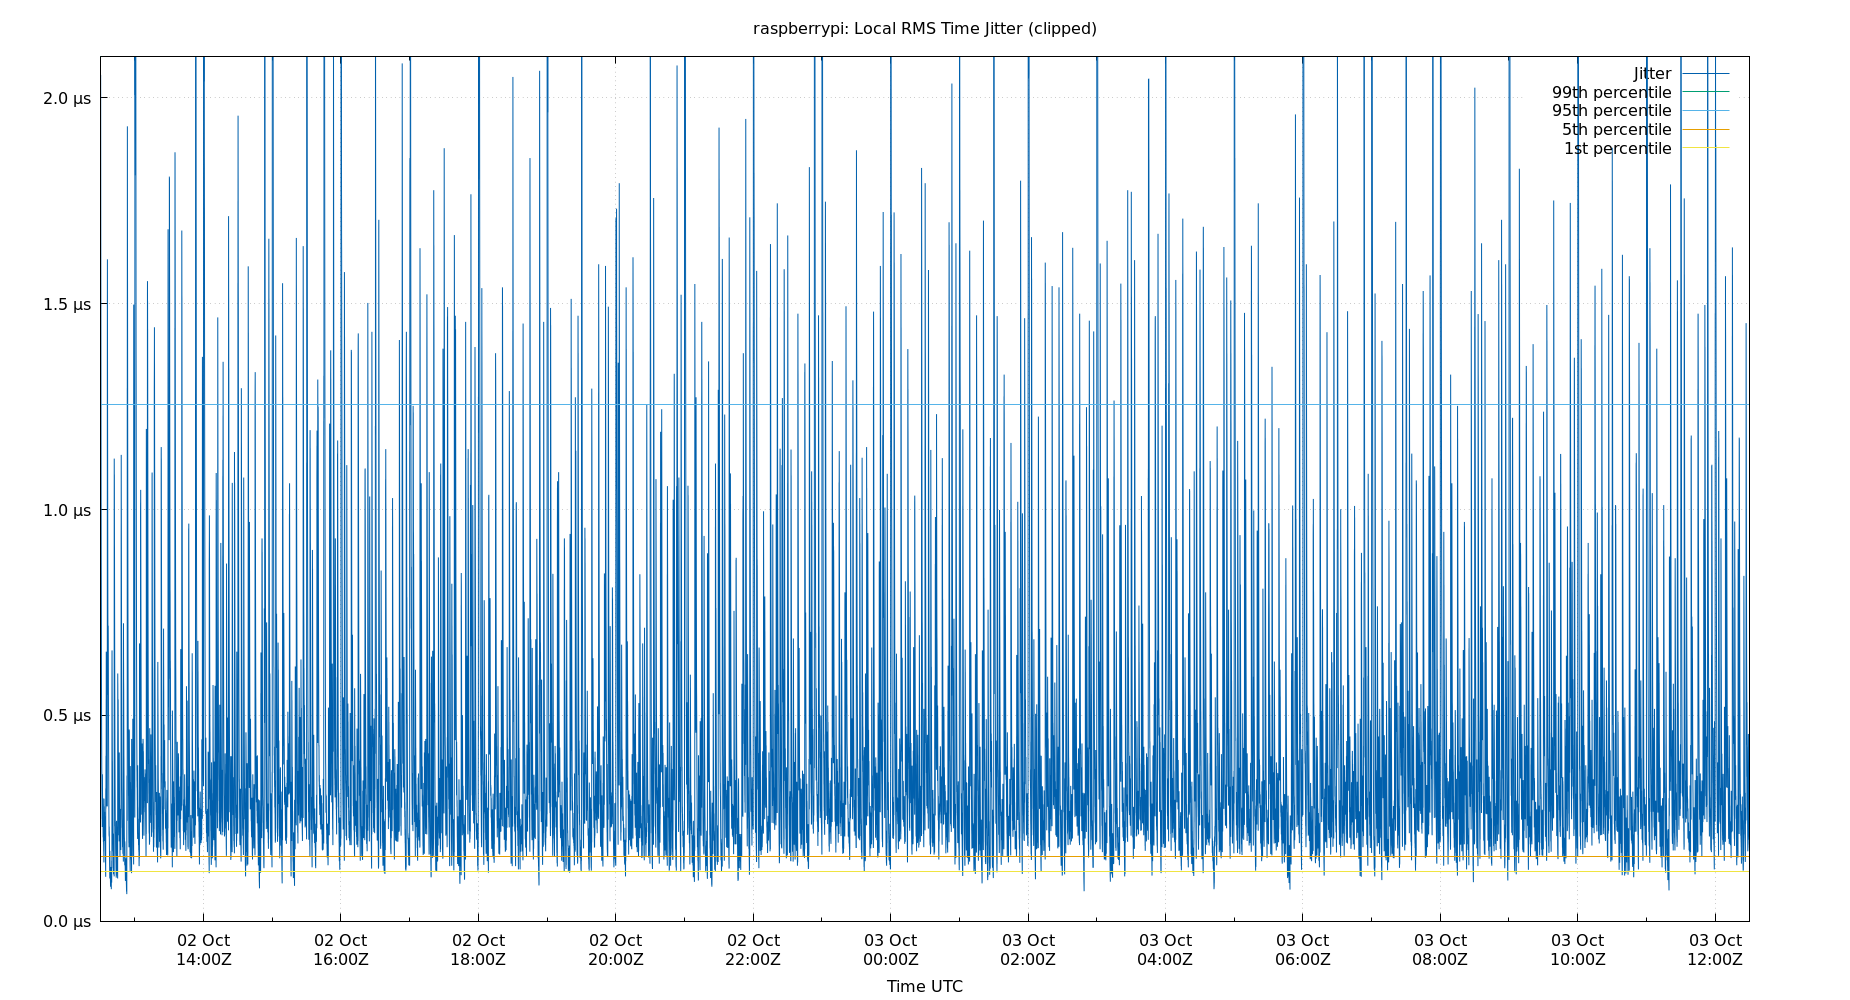 raspberrypi: Local RMS Time Jitter (clipped)
Jitter
99th percentile
95th percentile
5th percentile
1st percentile
2.0 µs
1.5 µs
1.0 µs
0.5 µs
0.0 µs
02 Oct 02 Oct 02 Oct 02 Oct 02 Oct 03 Oct 03 Oct 03 Oct 03 Oct 03 Oct 03 Oct 03 Oct
14:00Z 16:00Z 18:00Z 20:00Z 22:00Z 00:00Z 02:00Z 04:00Z 06:00Z 08:00Z 10:00Z 12:00Z
Time UTC